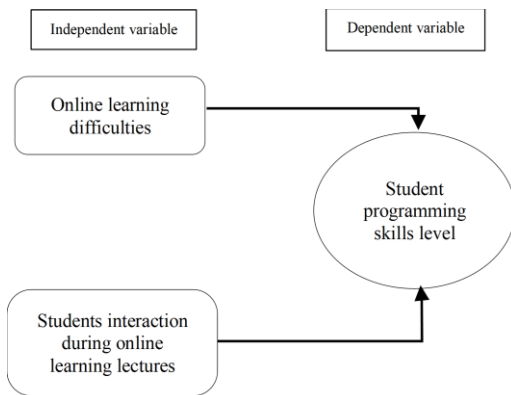 Independent variable
Dependent variable
Online learning
difficulties
Student
programming
skills level
Students interaction
during online
learning lectures